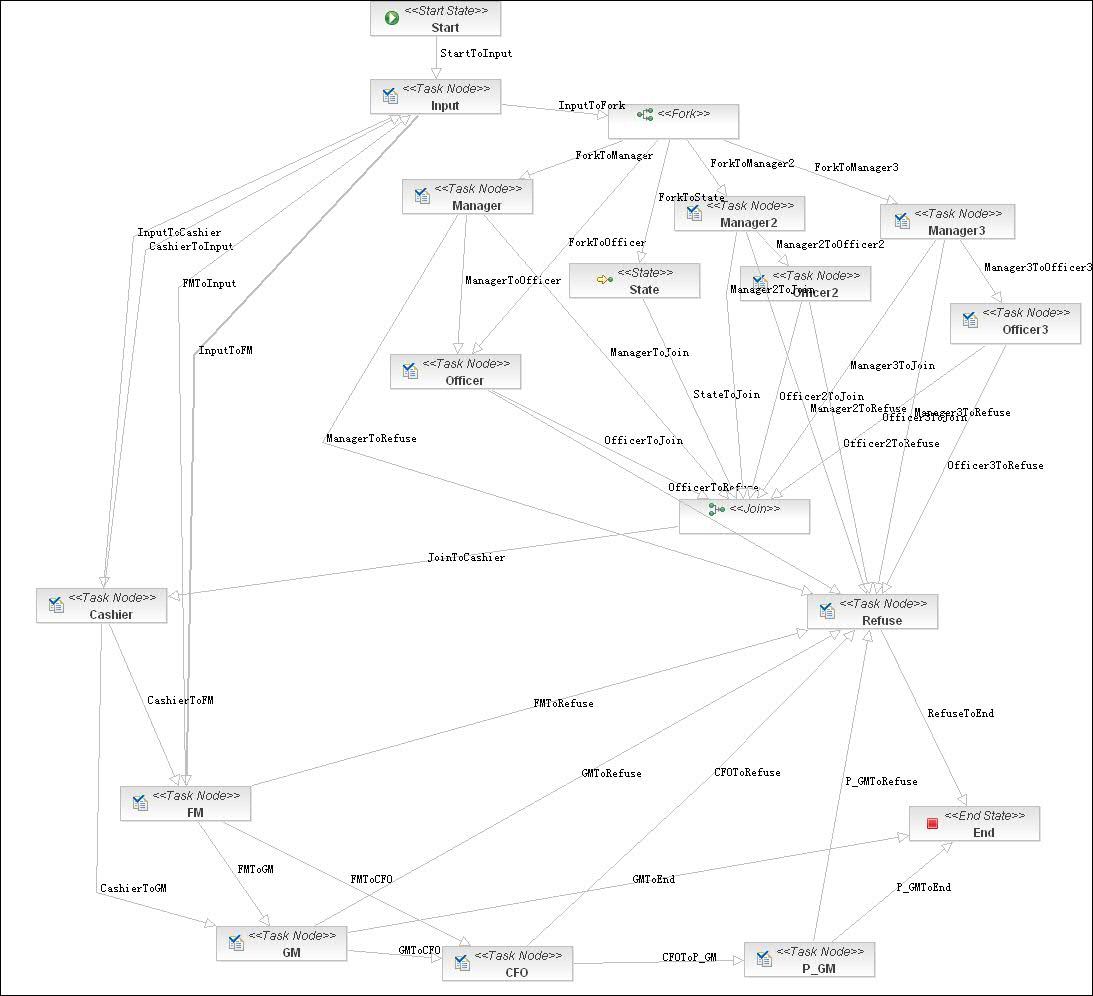 <<Start State>>
Start
StartToInput
<<Task Node>>
Input
InputToFork
<<Fork>>
ForkToManager
ForkToManager2
ForkToManager3
<<Task Node>>
Manager
ForkToState
<<Task Node>>
Manager2
<<Task Node>>
Manager3
InputToCashier
CashierToInput
ForkToOfficer
Manager2ToOfficer2
<<State>>
State
<<Task Node>>
Officer2
Manager3ToOfficer3
FMToInput
ManagerToOfficer
Manager2ToJoin
<<Task Node>>
Officer3
InputToFM
ManagerToJoin
<<Task Node>>
Officer
Manager3ToJoin
StateToJoin
Officer2ToJoin
Manager2ToRefuse
Manager3ToRefuse
Officer3ToJoin
ManagerToRefuse
OfficerToJoin
Officer2ToRefuse
Officer3ToRefuse
OfficerToRefuse
<<Join>>
JoinToCashier
<<Task Node>>
Cashier
<<Task Node>>
Refuse
CashierToFM
FMToRefuse
RefuseToEnd
GMToRefuse
CFOToRefuse
P_GMToRefuse
<<Task Node>>
FM
<<End State>>
End
FMToGM
FMToCFO
GMToEnd
CashierToGM
P_GMToEnd
<<Task Node>>
GM
GMToCFO
<<Task Node>>
CFO
CFOToP_GM
<<Task Node>>
P_GM